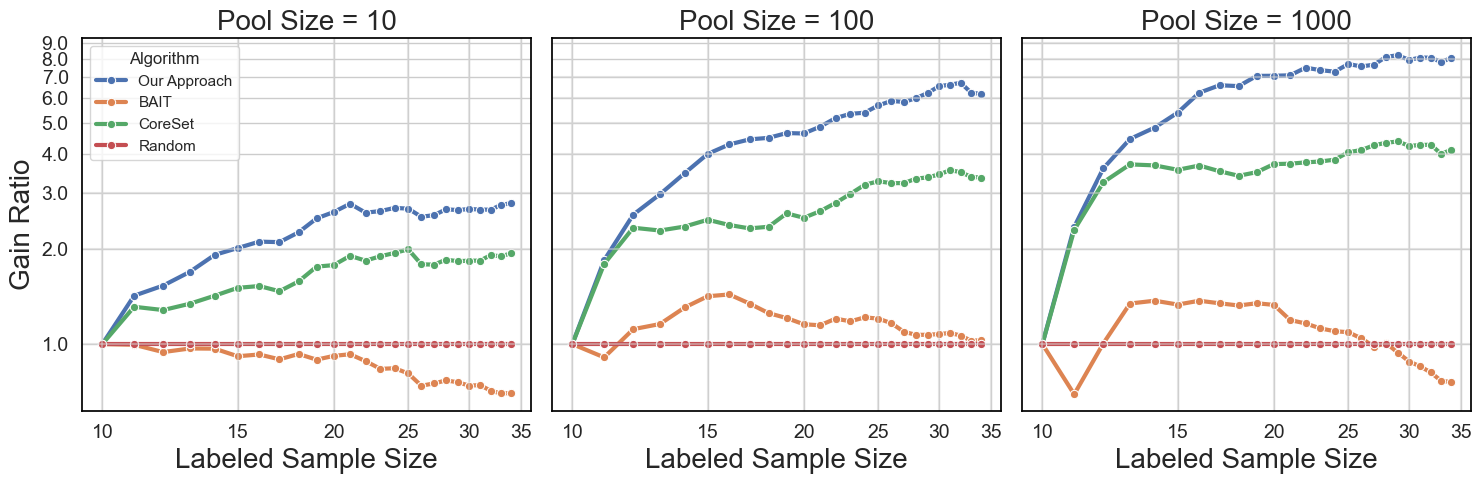 Pool Size = 10
Pool Size = 100
Pool Size = 1000
Gain Ratio
9.0
8.0
7.0
6.0
5.0
4.0
3.0
2.0
1.0
Algorithm
Our Approach
BAIT
CoreSet
Random
10 15 20 25 30 35
10 15 20 25 30 35
10 15 20 25 30 35
Labeled Sample Size
Labeled Sample Size
Labeled Sample Size